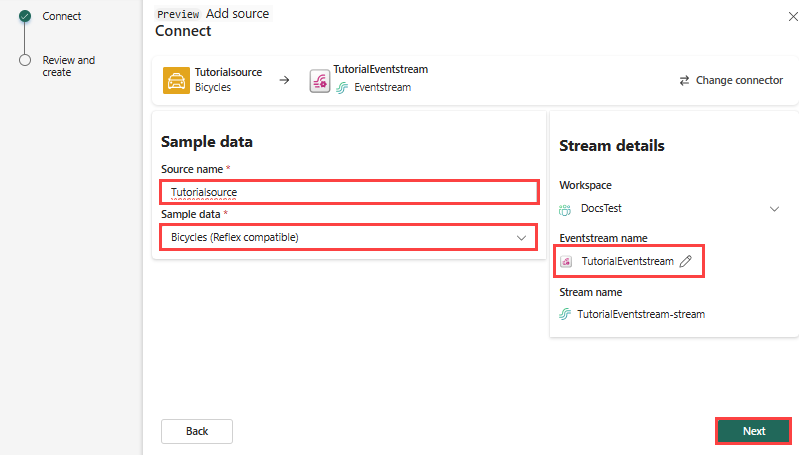 Connect
Review and
create
Preview Add source
Connect
Tutorialsource
Bicycles
TutorialEventstream
Eventstream
Change connector
Sample data
Source name *
Tutorialsource
Sample data *
Bicycles (Reflex compatible)
Stream details
Workspace
DocsTest
Eventstream name
TutorialEventstream
Stream name
TutorialEventstream-stream
Back
Next